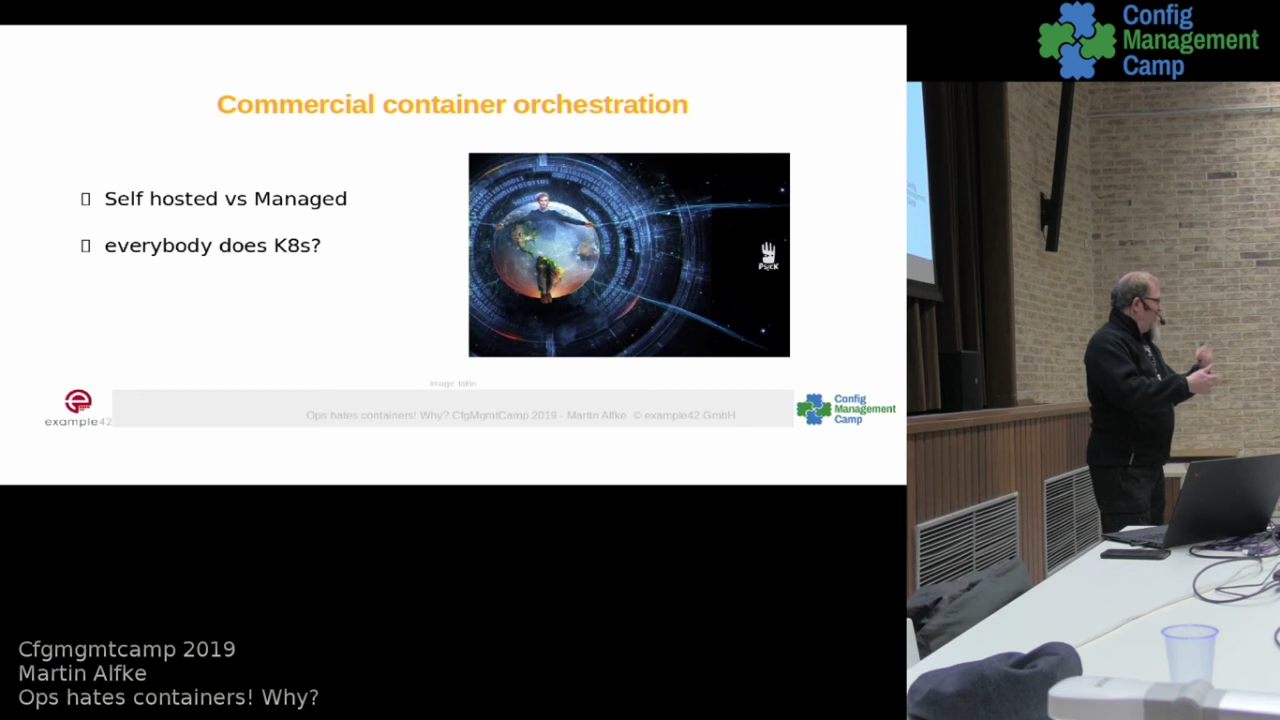 Config
Management
Camp
Commercial container orchestration
Self hosted vs Managed
everybody does K8s?
PSICK
example42
Ops hates containers! Why? CfgMgmtCamp 2019 - Martin Alfke © example42 GmbH
Config
Management
Camp
Cfgmgmtcamp 2019
Martin Alfke
Ops hates containers! Why?